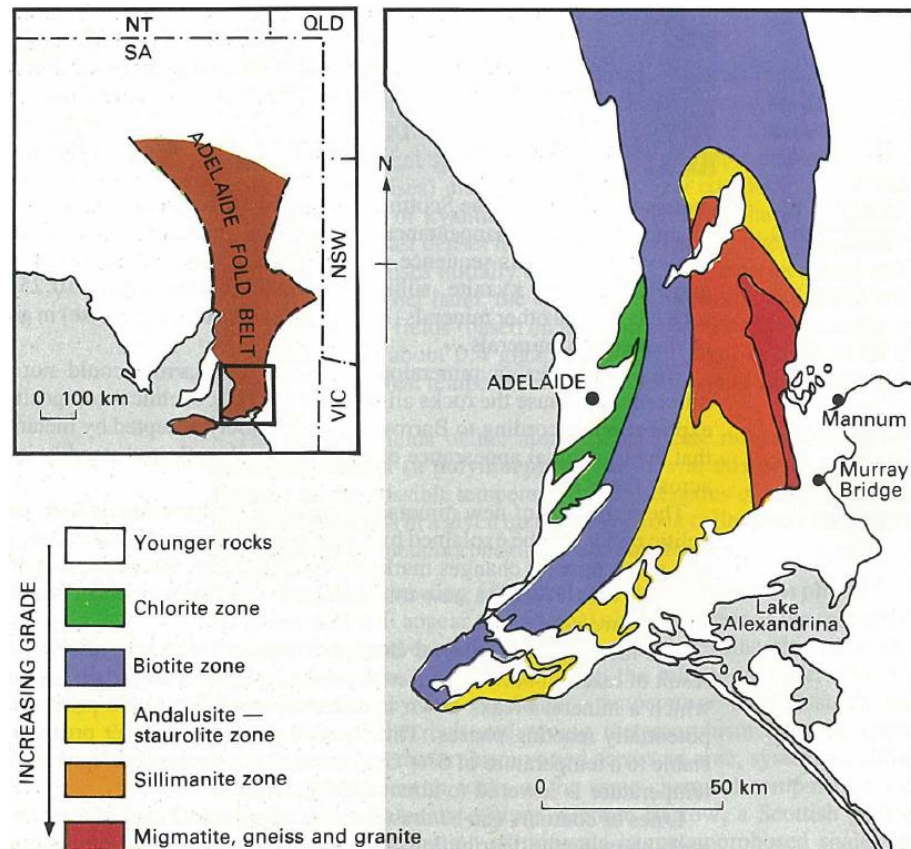 NT
QLD
SA
ADELAIDE FOLD BELT
NSW
VIC
0 100 km
N
ADELAIDE
Mannum
Murray
Bridge
Lake
Alexandrina
0 50 km
INCREASING GRADE
Younger rocks
Chlorite zone
Biotite zone
Andalusite —
staurolite zone
Sillimanite zone
Migmatite, gneiss and granite